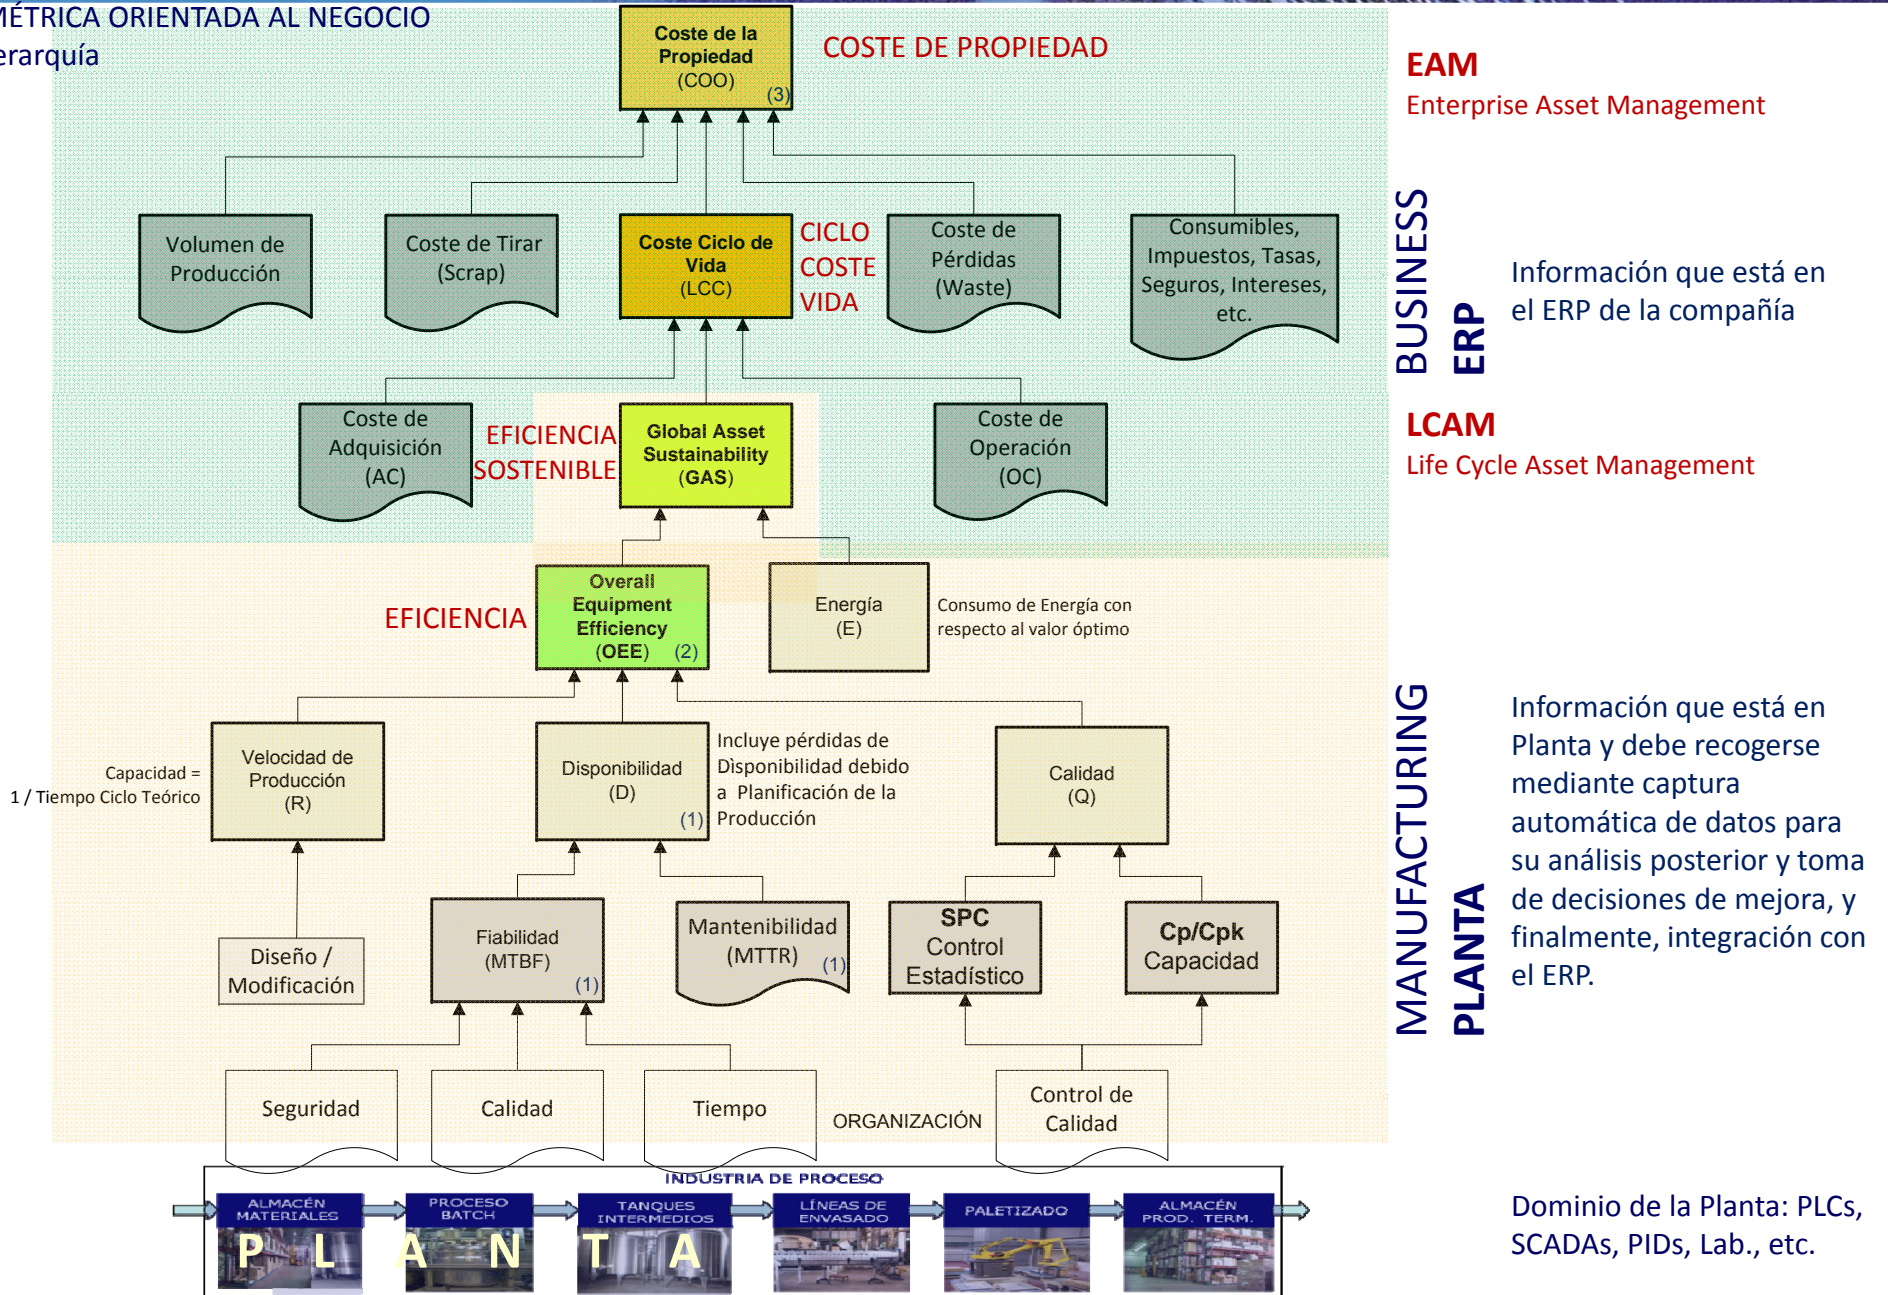 MÉTRICA ORIENTADA AL NEGOCIO
erarquía
Coste de la
Propiedad
(COO)
(3)
COSTE DE PROPIEDAD
EAM
Enterprise Asset Management
Volumen de
Producción
Coste de Tirar
(Scrap)
Coste Ciclo de
Vida
(LCC)
CICLO
COSTE
VIDA
Coste de
Pérdidas
(Waste)
Consumibles,
Impuestos, Tasas,
Seguros, Intereses,
etc.
BUSINESS
ERP
Información que está en
el ERP de la compañía
Coste de
Adquisición
(AC)
EFICIENCIA
SOSTENIBLE
Global Asset
Sustainability
(GAS)
Coste de
Operación
(OC)
LCAM
Life Cycle Asset Management
EFICIENCIA
Overall
Equipment
Efficiency
(OEE)
(2)
Energía
(E)
Consumo de Energía con
respecto al valor óptimo
Capacidad =
1 / Tiempo Ciclo Teórico
Velocidad de
Producción
(R)
Disponibilidad
(D)
(1)
Incluye pérdidas de
Disponibilidad debido
a Planificación de la
Producción
Calidad
(Q)
MANUFACTURING
PLANTA
Información que está en
Planta y debe recogerse
mediante captura
automática de datos para
su análisis posterior y toma
de decisiones de mejora, y
finalmente, integración con
el ERP.
Diseño /
Modificación
Fiabilidad
(MTBF)
(1)
Mantenibilidad
(MTTR)
(1)
SPC
Control
Estadístico
Cp/Cpk
Capacidad
Seguridad
Calidad
Tiempo
ORGANIZACIÓN
Control de
Calidad
INDUSTRIA DE PROCESO
ALMACÉN
MATERIALES
PROCESO
BATCH
TANQUES
INTERMEDIOS
LÍNEAS DE
ENVASADO
PALETIZADO
ALMACÉN
PROD. TERM.
P L A N T A
Dominio de la Planta: PLCs,
SCADAs, PIDs, Lab., etc.